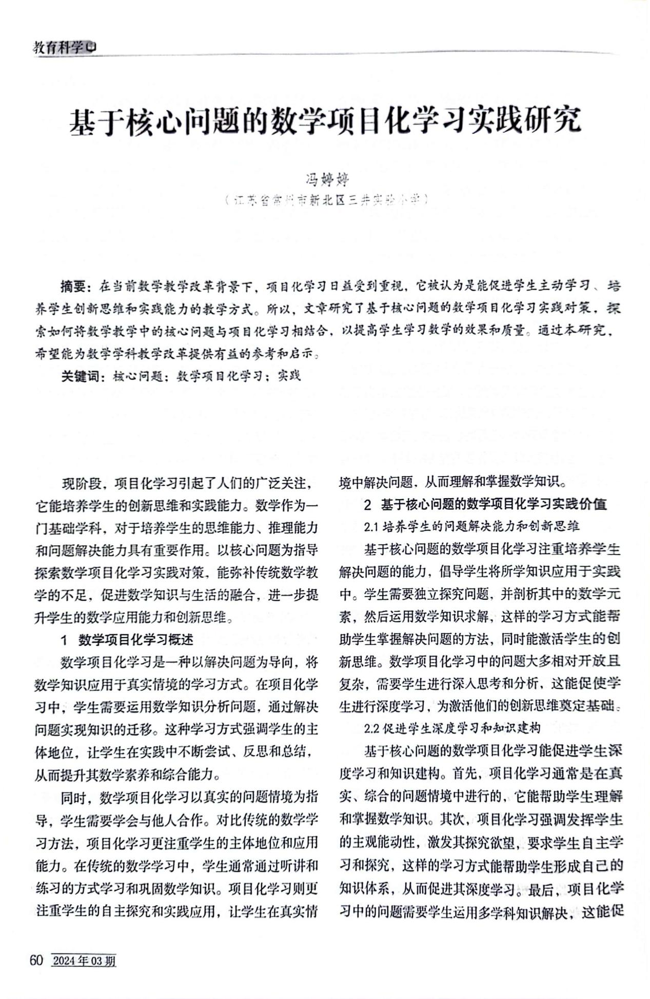 教育科学
基于核心问题的数学项目化学习实践研究
冯婷婷
（江苏省常州市新北区三井实验小学）
摘要：在当前数学教学改革背景下，项目化学习日益受到重视，它被认为是能促进学生主动学习、培
养学生创新思维和实践能力的教学方式。所以，文章研究了基于核心问题的数学项目化学习实践对策，探
索如何将数学教学中的核心问题与项目化学习相结合，以提高学生学习数学的效果和质量。通过本研究，
希望能为数学学科教学改革提供有益的参考和启示。
关键词：核心问题；数学项目化学习；实践
现阶段，项目化学习引起了人们的广泛关注，
它能培养学生的创新思维和实践能力。数学作为一
门基础学科，对于培养学生的思维能力、推理能力
和问题解决能力具有重要作用。以核心问题为指导
探索数学项目化学习实践对策，能弥补传统数学教
学的不足，促进数学知识与生活的融合，进一步提
升学生的数学应用能力和创新思维。
1 数学项目化学习概述
数学项目化学习是一种以解决问题为导向，将
数学知识应用于真实情境的学习方式。在项目化学
习中，学生需要运用数学知识分析问题，通过解决
问题实现知识的迁移。这种学习方式强调学生的主
体地位，让学生在实践中不断尝试、反思和总结，
从而提升其数学素养和综合能力。
同时，数学项目化学习以真实的问题情境为指
导，学生需要学会与他人合作。对比传统的数学学
习方法，项目化学习更注重学生的主体地位和应用
能力。在传统的数学学习中，学生通常通过听讲和
练习的方式学习和巩固数学知识。项目化学习则更
注重学生的自主探究和实践应用，让学生在真实情
境中解决问题，从而理解和掌握数学知识。
2 基于核心问题的数学项目化学习实践价值
2.1 培养学生的问题解决能力和创新思维
基于核心问题的数学项目化学习注重培养学生
解决问题的能力，倡导学生将所学知识应用于实践
中。学生需要独立探究问题，并剖析其中的数学元
素，然后运用数学知识求解，这样的学习方式能帮
助学生掌握解决问题的方法，同时能激活学生的创
新思维。数学项目化学习中的问题大多相对开放且
复杂，需要学生进行深入思考和分析，这能促使学
生进行深度学习，为激活他们的创新思维奠定基础。
2.2 促进学生深度学习和知识建构
基于核心问题的数学项目化学习能促进学生深
度学习和知识建构。首先，项目化学习通常是在真
实、综合的问题情境中进行的，它能帮助学生理解
和掌握数学知识。其次，项目化学习强调发挥学生
的主观能动性，激发其探究欲望，要求学生自主学
习和探究，这样的学习方式能帮助学生形成自己的
知识体系，从而促进其深度学习。最后，项目化学
习中的问题需要学生运用多学科知识解决，这能促
60 2024年03期